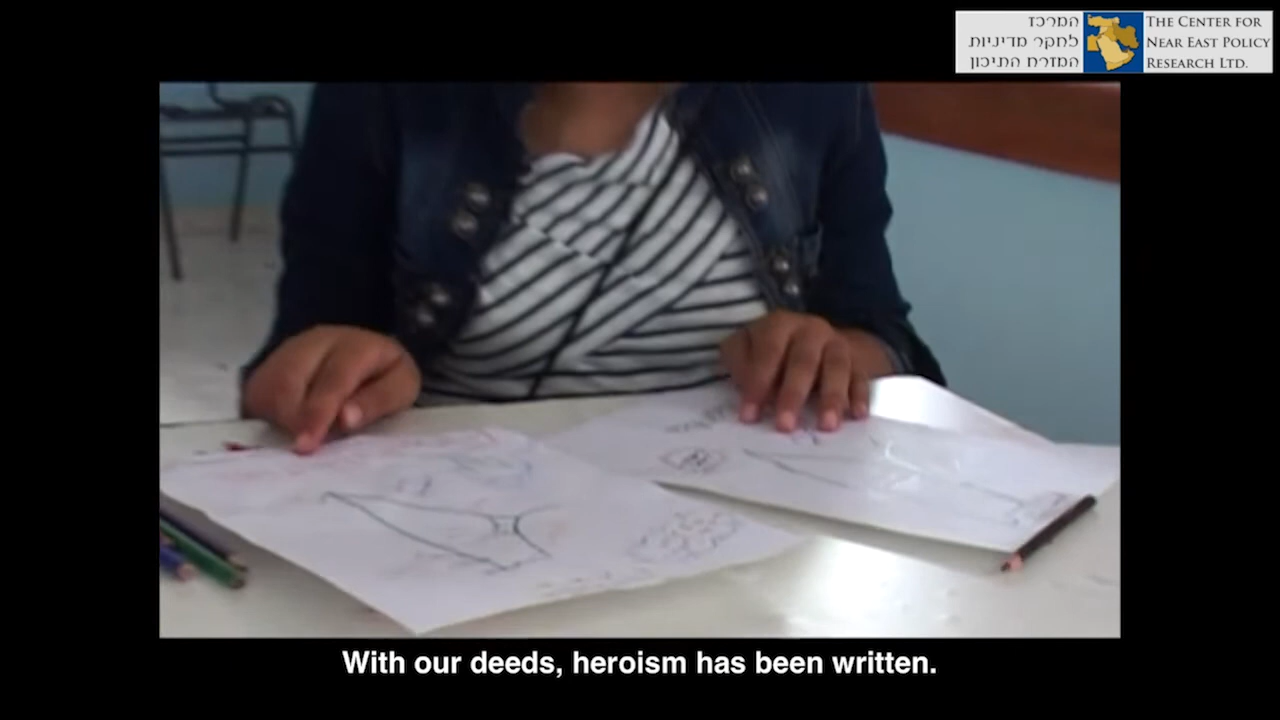 המרכז
לחקר מדיניות
המזרח התיכון
THE CENTER FOR
NEAR EAST POLICY
RESEARCH LTD.
With our deeds, heroism has been written.